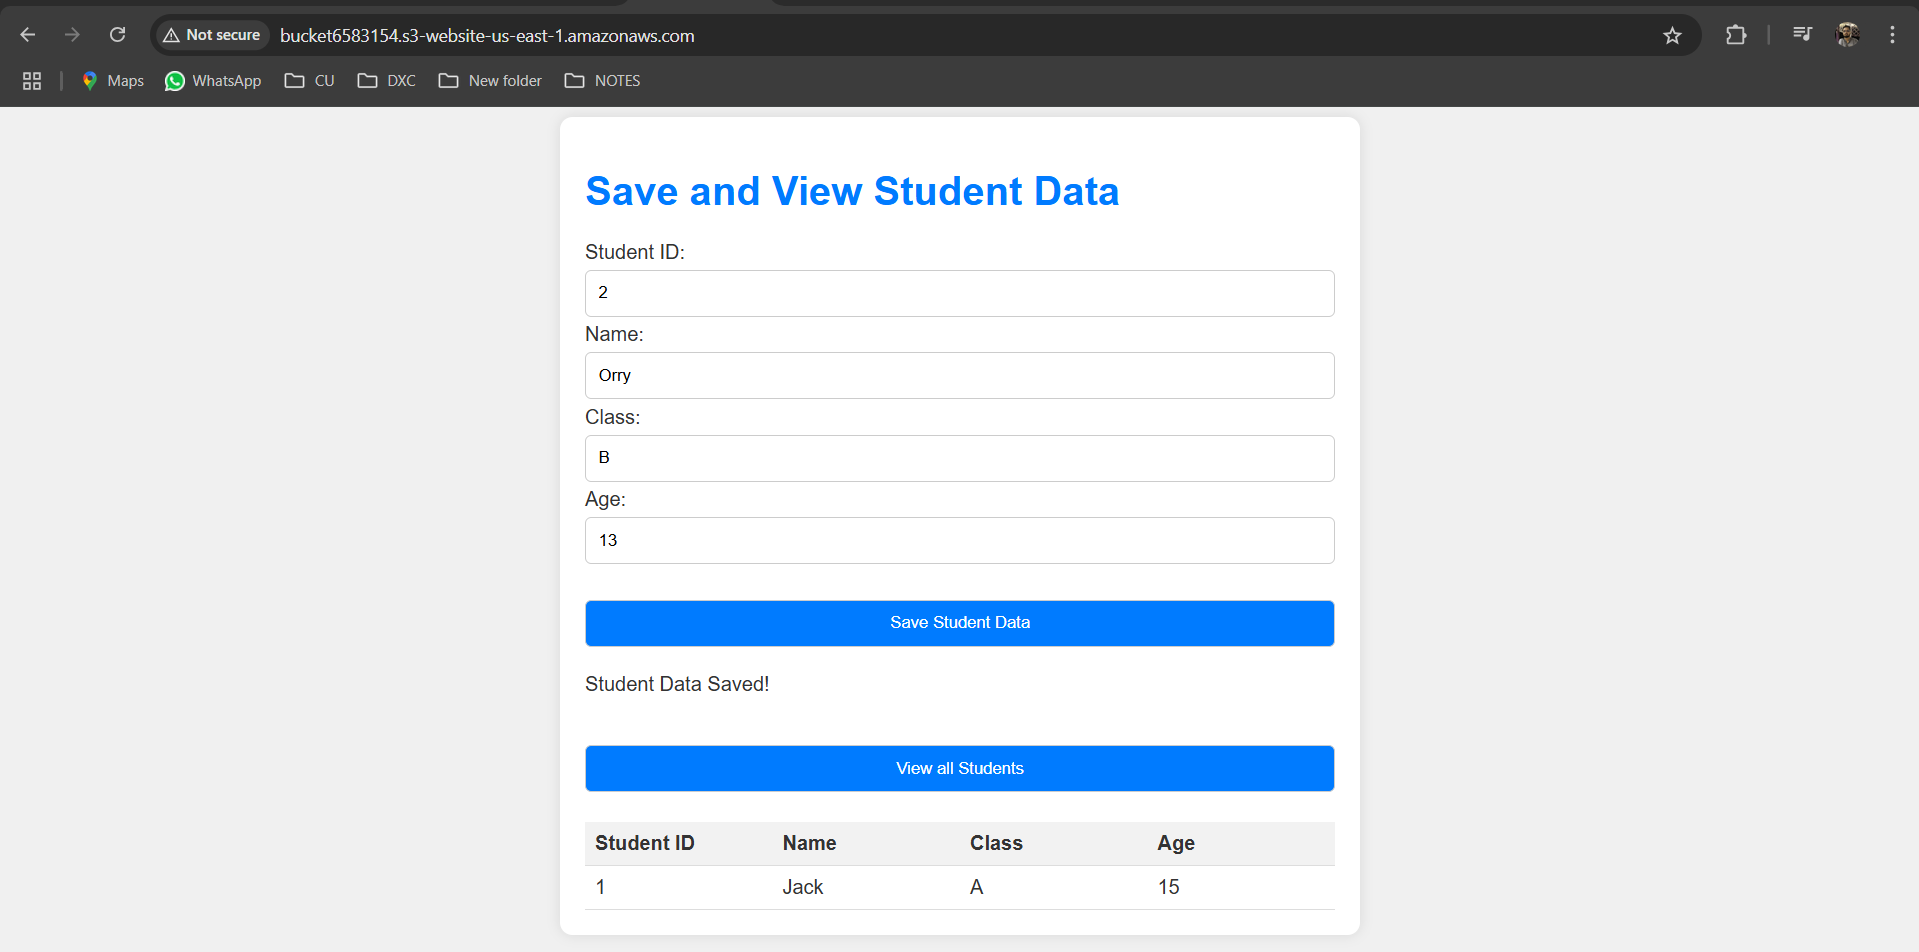 Not secure bucket6583154.s3-website-us-east-1.amazonaws.com
Maps WhatsApp CU DXC New folder NOTES
Save and View Student Data
Student ID:
2
Name:
Orry
Class:
B
Age:
13
Save Student Data
Student Data Saved!
View all Students
Student ID Name Class Age
1 Jack A 15